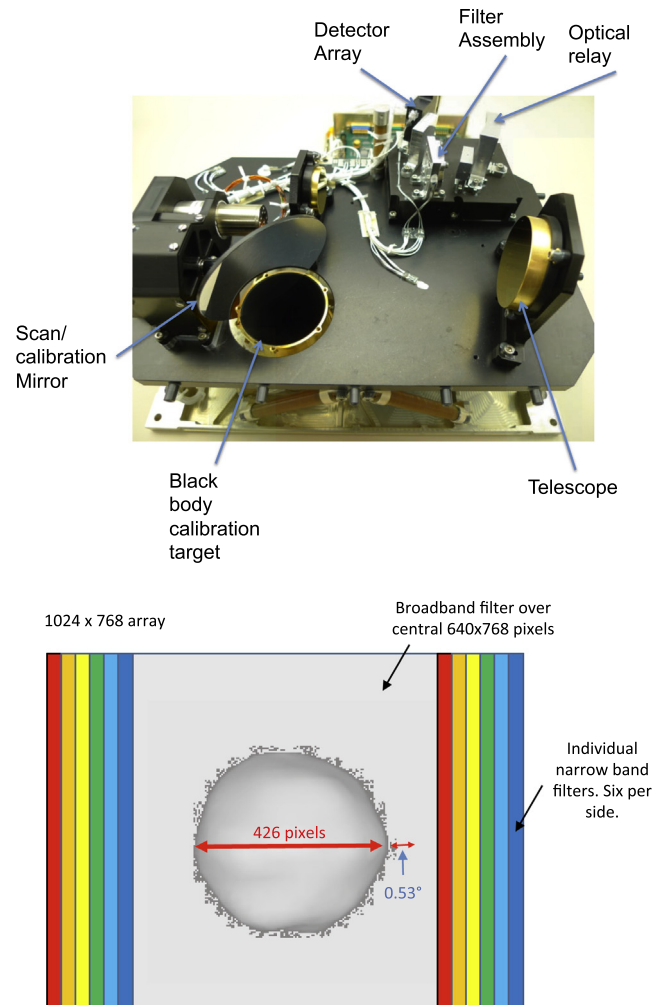 Detector
Array
Filter
Assembly
Optical
relay
Scan/
calibration
Mirror
Black
body
calibration
target
Telescope
1024 x 768 array
Broadband filter over
central 640x768 pixels
Individual
narrow band
filters. Six per
side.
426 pixels
0.53°